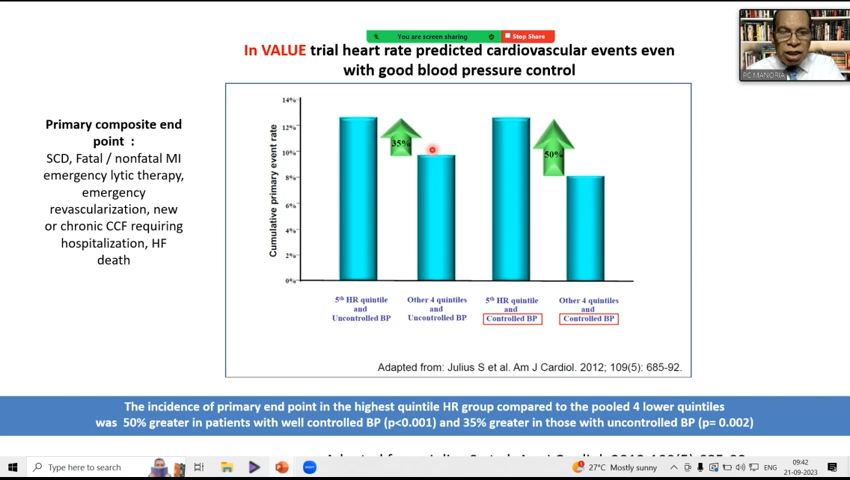 You are screen sharing
Stop Share
In VALUE trial heart rate predicted cardiovascular events even
with good blood pressure control
PC MANORIA
Primary composite end
point :
SCD, Fatal / nonfatal MI
emergency lytic therapy,
emergency
revascularization, new
or chronic CCF requiring
hospitalization, HF
death
Cumulative primary event rate
14%
12%
10%
8%
6%
4%
2%
0%
35%
50%
5th HR quintile
and
Uncontrolled BP
Other 4 quintiles
and
Uncontrolled BP
5th HR quintile
and
Controlled BP
Other 4 quintiles
and
Controlled BP
Adapted from: Julius S et al. Am J Cardiol. 2012; 109(5): 685-92.
The incidence of primary end point in the highest quintile HR group compared to the pooled 4 lower quintiles
was 50% greater in patients with well controlled BP (p<0.001) and 35% greater in those with uncontrolled BP (p= 0.002)
Type here to search
zoom
27°C Mostly sunny
ENG
09:42
21-09-2023